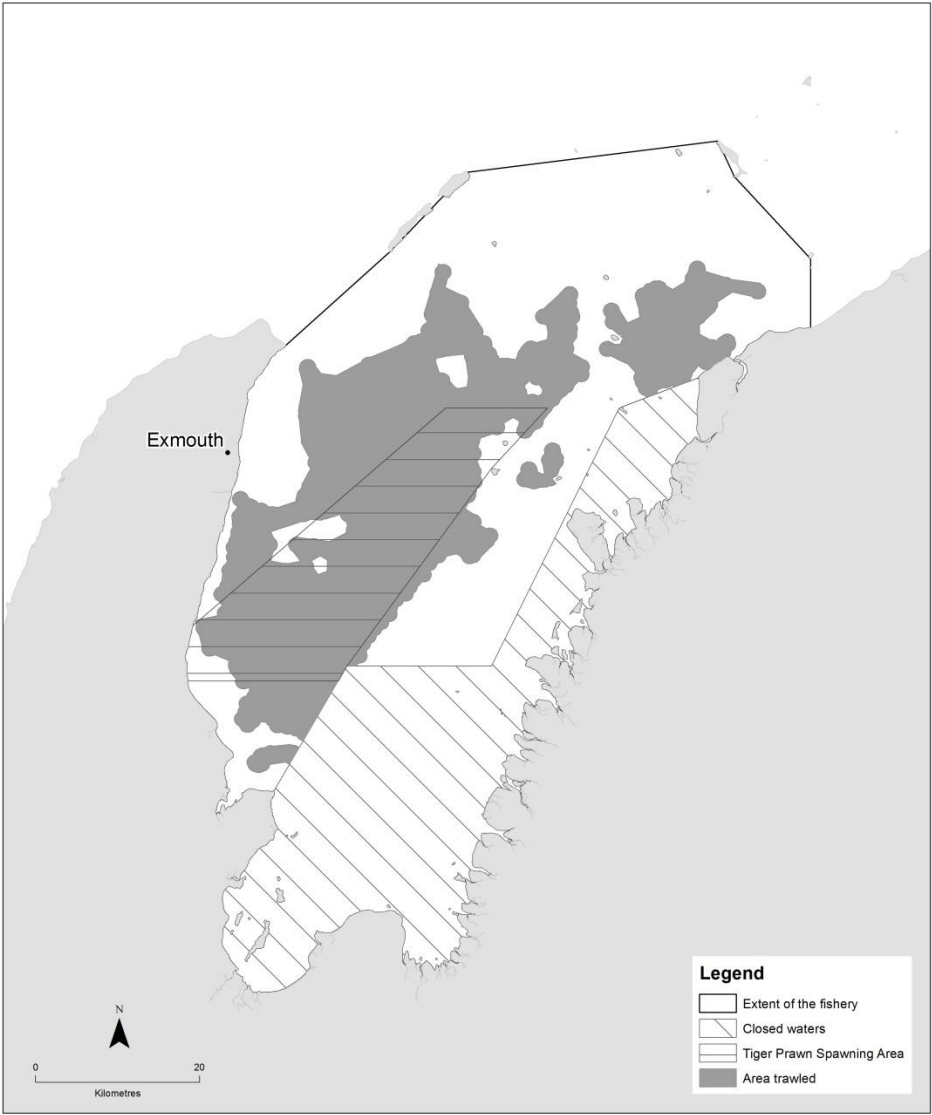 Exmouth
Legend
Extent of the fishery
Closed waters
Tiger Prawn Spawning Area
Area trawled
N
0 20
Kilometres